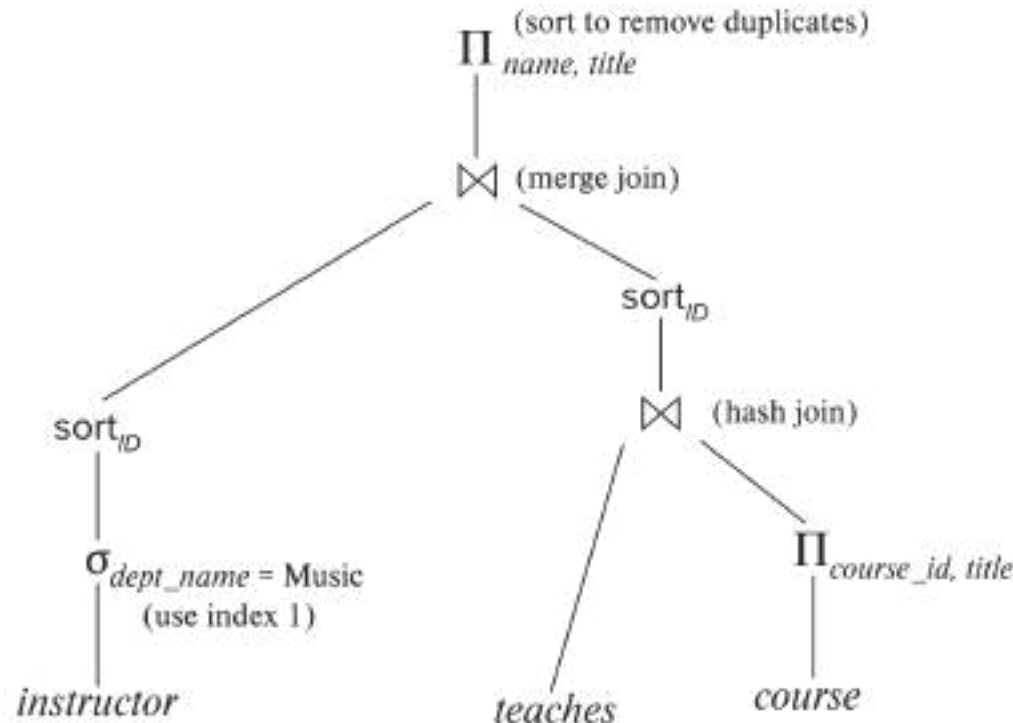 (sort to remove duplicates)
Π name, title
⋈ (merge join)
sort ID
sort ID
⋈ (hash join)
σ dept_name = Music
(use index 1)
Π course_id, title
instructor
teaches
course